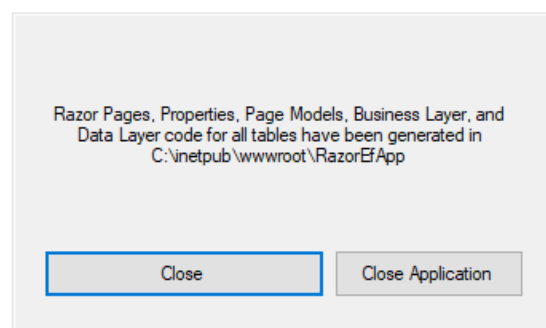 Razor Pages, Properties, Page Models, Business Layer, and
Data Layer code for all tables have been generated in
C:\inetpub\wwwroot\RazorEfApp
Close
Close Application